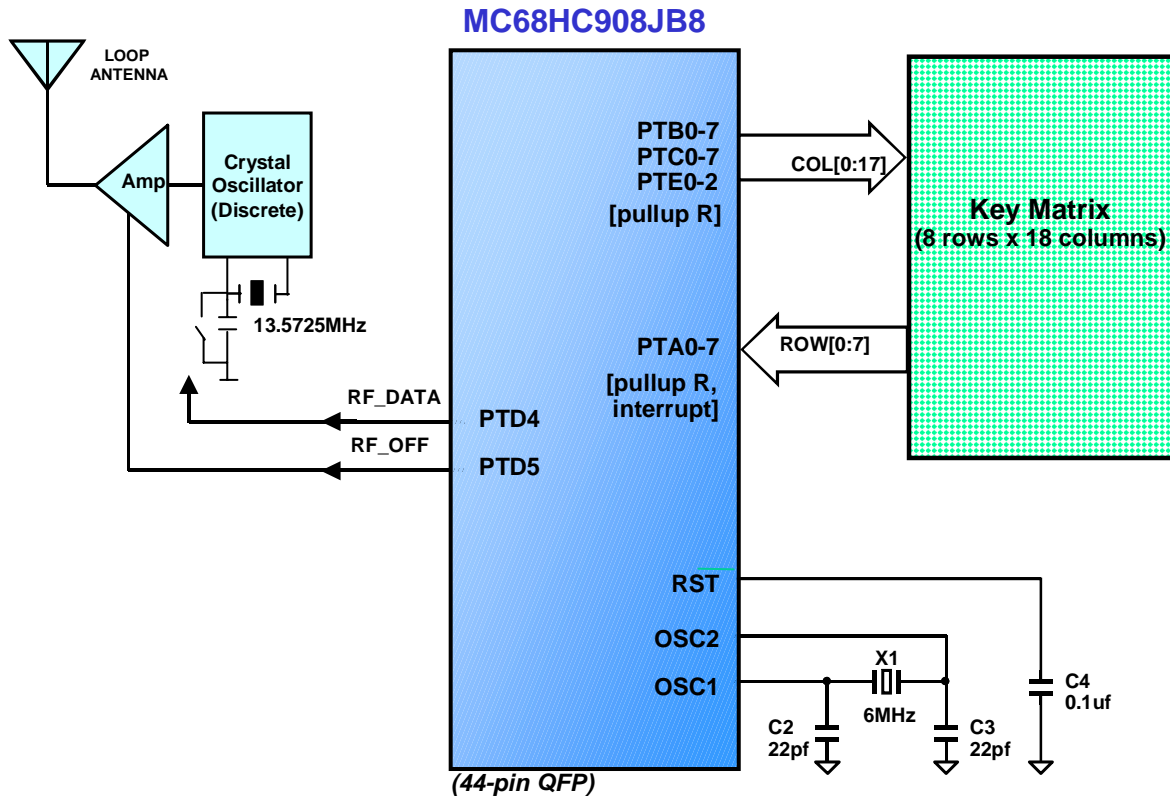 MC68HC908JB8
LOOP
ANTENNA
Amp
Crystal
Oscillator
(Discrete)
13.5725MHz
RF_DATA
RF_OFF
PTD4
PTD5
PTB0-7
PTC0-7
PTE0-2
[pullup R]
COL[0:17]
Key Matrix
(8 rows x 18 columns)
PTA0-7
[pullup R,
interrupt]
ROW[0:7]
RST
OSC2
OSC1
X1
6MHz
C2
22pf
C3
22pf
C4
0.1uf
(44-pin QFP)